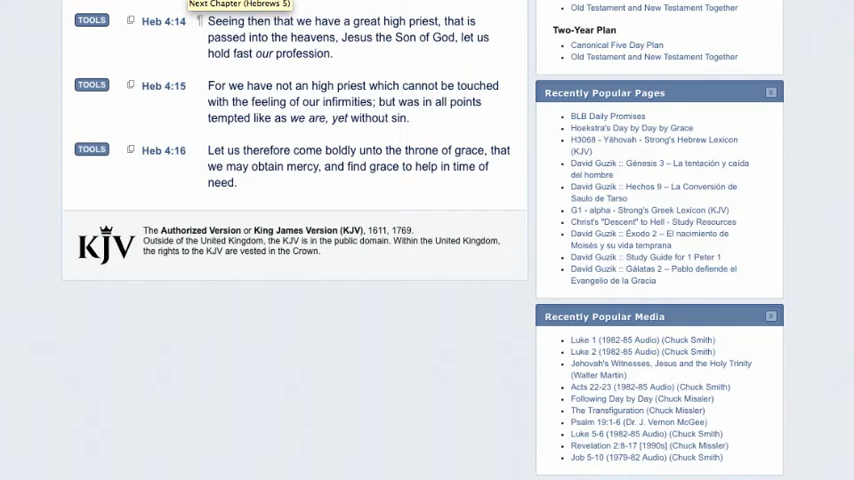 Next Chapter (Hebrews 5)
TOOLS
Heb 4:14
¶ Seeing then that we have a great high priest, that is
passed into the heavens, Jesus the Son of God, let us
hold fast our profession.
TOOLS
Heb 4:15
For we have not an high priest which cannot be touched
with the feeling of our infirmities; but was in all points
tempted like as we are, yet without sin.
TOOLS
Heb 4:16
Let us therefore come boldly unto the throne of grace, that
we may obtain mercy, and find grace to help in time of
need.
KJV
The Authorized Version or King James Version (KJV), 1611, 1769.
Outside of the United Kingdom, the KJV is in the public domain. Within the United Kingdom,
the rights to the KJV are vested in the Crown.
Old Testament and New Testament Together
Two-Year Plan
Canonical Five Day Plan
Old Testament and New Testament Together
Recently Popular Pages
x
BLB Daily Promises
Hoekstra's Day by Day by Grace
H3068 - Yĕhovah - Strong's Hebrew Lexicon
(KJV)
David Guzik :: Génesis 3 – La tentación y caída
del hombre
David Guzik :: Hechos 9 – La Conversión de
Saulo de Tarso
G1 - alpha - Strong's Greek Lexicon (KJV)
Christ's "Descent" to Hell - Study Resources
David Guzik :: Éxodo 2 – El nacimiento de
Moisés y su vida temprana
David Guzik :: Study Guide for 1 Peter 1
David Guzik :: Gálatas 2 – Pablo defiende el
Evangelio de la Gracia
Recently Popular Media
x
Luke 1 (1982-85 Audio) (Chuck Smith)
Luke 2 (1982-85 Audio) (Chuck Smith)
Jehovah's Witnesses, Jesus and the Holy Trinity
(Walter Martin)
Acts 22-23 (1982-85 Audio) (Chuck Smith)
Following Day by Day (Chuck Missler)
The Transfiguration (Chuck Missler)
Psalm 19:1-6 (Dr. J. Vernon McGee)
Luke 5-6 (1982-85 Audio) (Chuck Smith)
Revelation 2:8-17 [1990s] (Chuck Missler)
Job 5-10 (1979-82 Audio) (Chuck Smith)